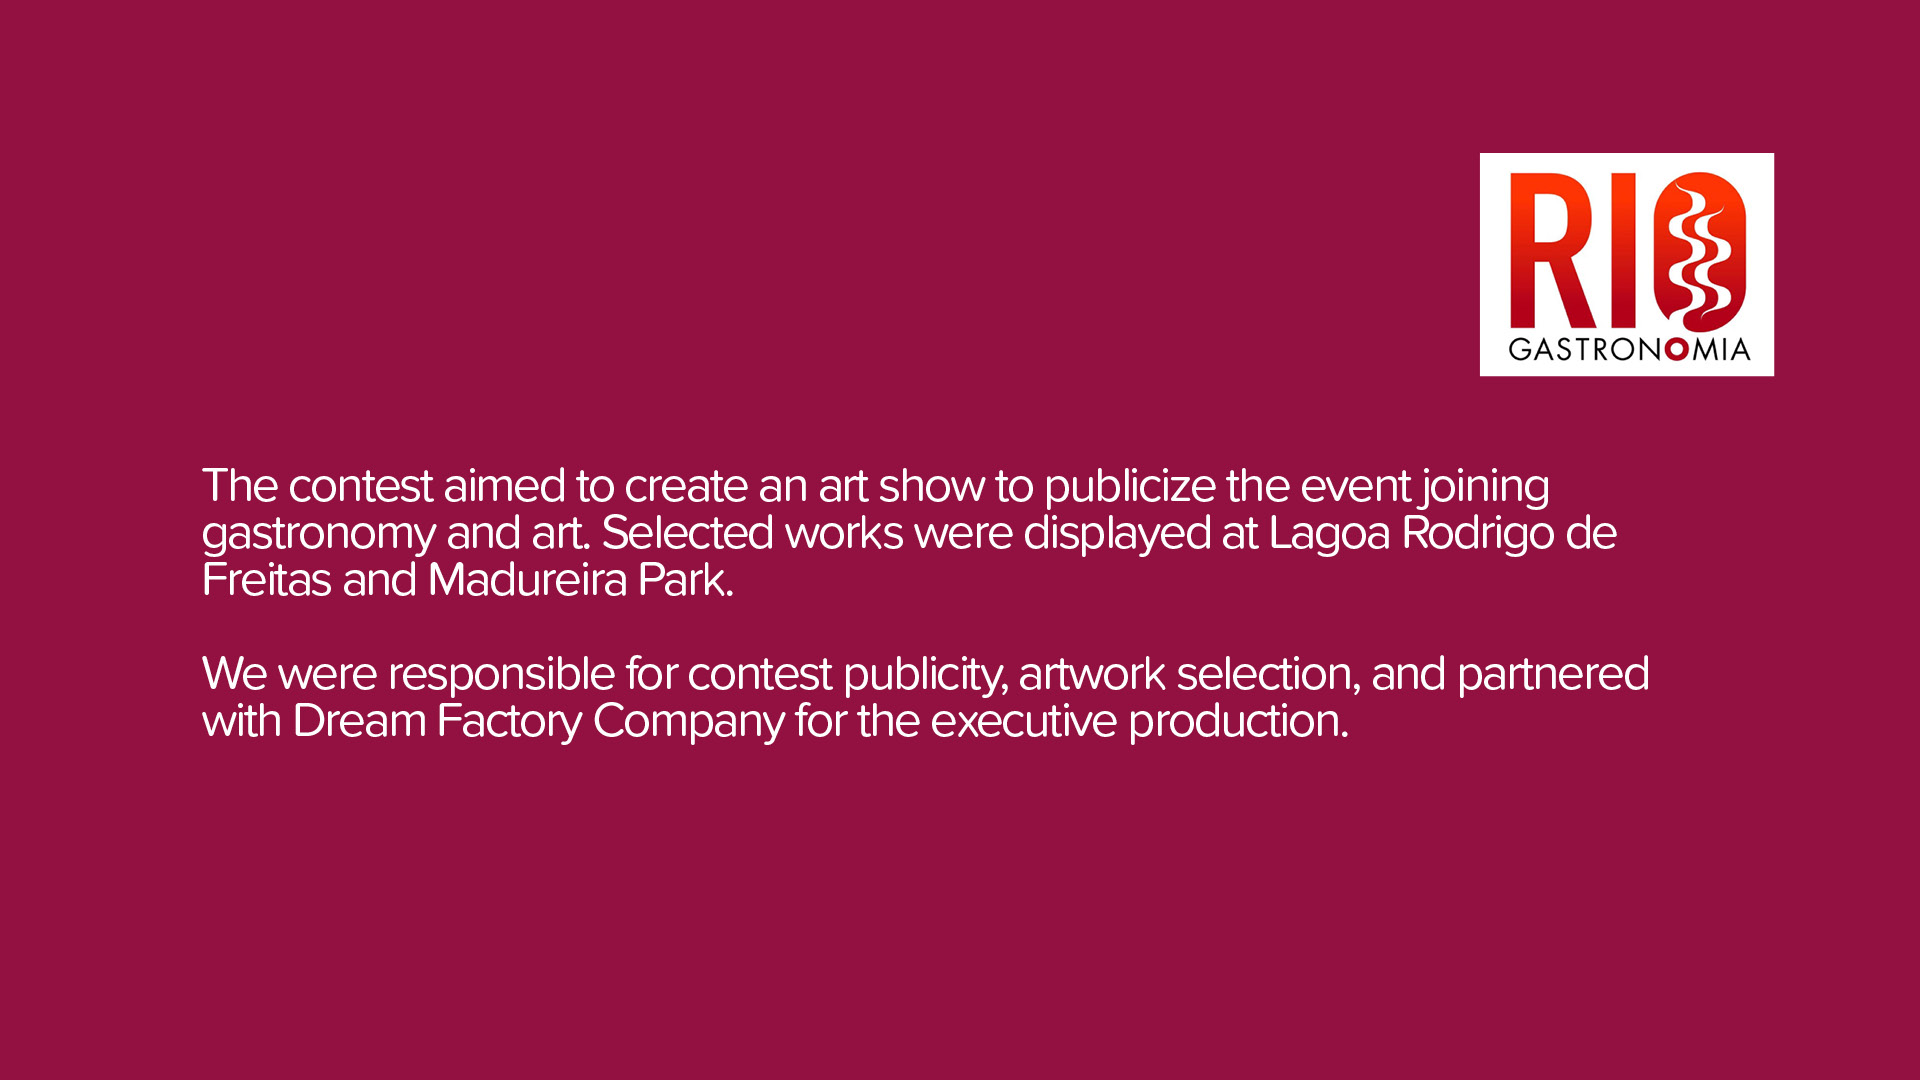 RIO
GASTRONOMIA
The contest aimed to create an art show to publicize the event joining
gastronomy and art. Selected works were displayed at Lagoa Rodrigo de
Freitas and Madureira Park.
We were responsible for contest publicity, artwork selection, and partnered
with Dream Factory Company for the executive production.